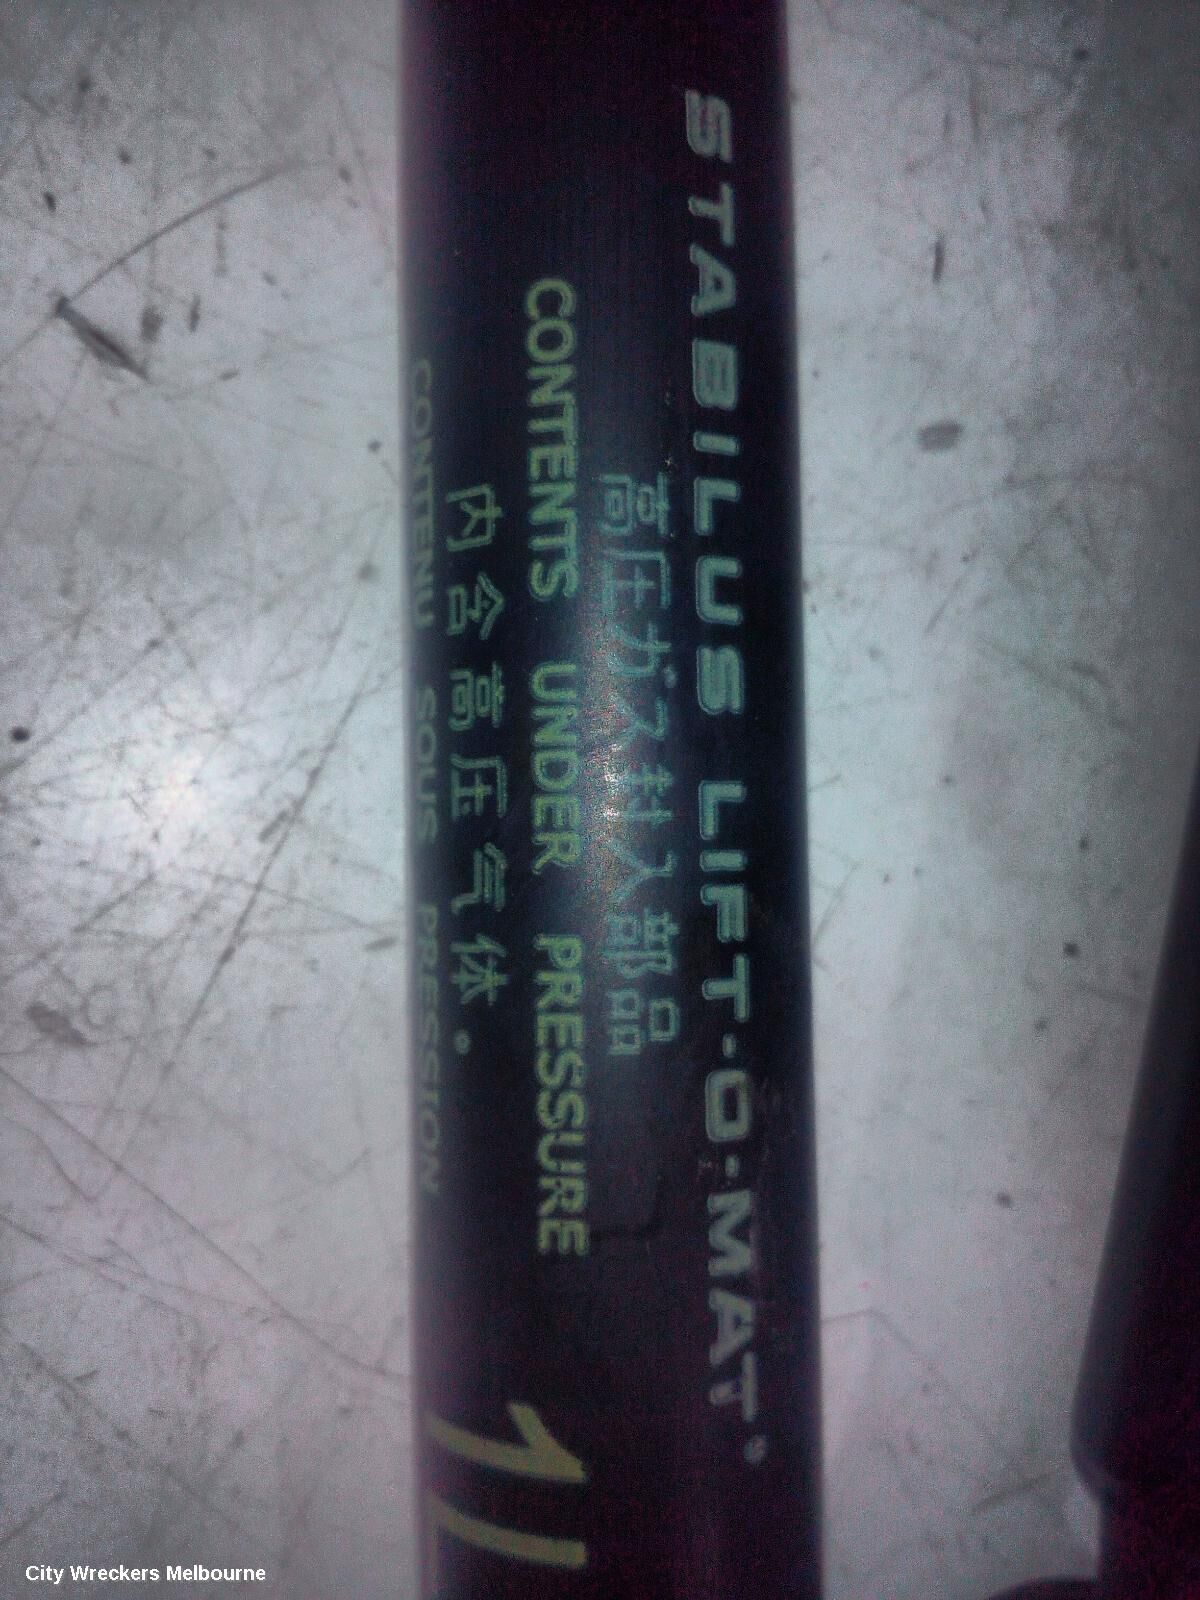 STABILUS LIFT-O-MAT®
高圧ガス封入部品
CONTENTS UNDER PRESSURE
内含高压气体。
CONTENU SOUS PRESSION
1L
City Wreckers Melbourne